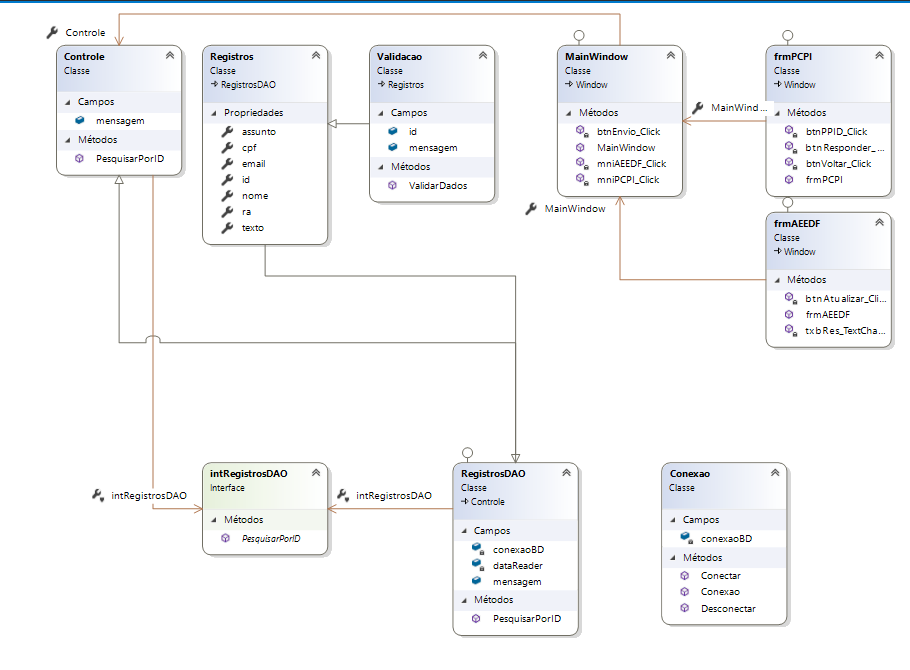 Controle
Controle
Classe
Campos
mensagem
Métodos
PesquisarPorID
Registros
Classe
RegistrosDAO
Propriedades
assunto
cpf
email
id
nome
ra
texto
Validacao
Classe
Registros
Campos
id
mensagem
Métodos
ValidarDados
MainWindow
Classe
Window
Métodos
btnEnvio_Click
MainWindow
mniAEEDF_Click
mniPCPI_Click
MainWind...
MainWindow
frmPCPI
Classe
Window
Métodos
btnPPID_Click
btnResponder_...
btnVoltar_Click
frmPCPI
frmAEEDF
Classe
Window
Métodos
btnAtualizar_Cli...
frmAEEDF
txbRes_TextCha...
intRegistrosDAO
intRegistrosDAO
Interface
Métodos
PesquisarPorID
intRegistrosDAO
RegistrosDAO
Classe
Controle
Campos
conexaoBD
dataReader
mensagem
Métodos
PesquisarPorID
Conexao
Classe
Campos
conexaoBD
Métodos
Conectar
Conexao
Desconectar